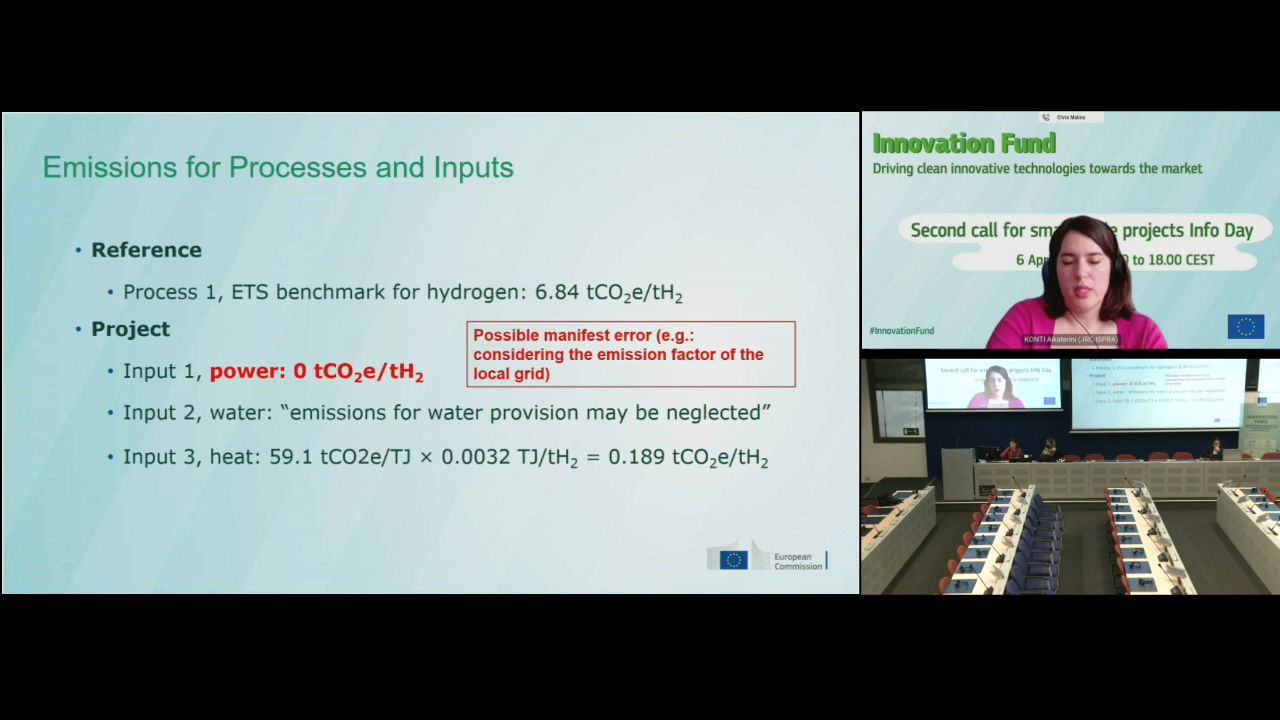 Emissions for Processes and Inputs
• Reference
• Process 1, ETS benchmark for hydrogen: 6.84 tCO₂e/tH₂
• Project
Possible manifest error (e.g.:
considering the emission factor of the
local grid)
• Input 1, power: 0 tCO₂e/tH₂
• Input 2, water: “emissions for water provision may be neglected”
• Input 3, heat: 59.1 tCO2e/TJ × 0.0032 TJ/tH₂ = 0.189 tCO₂e/tH₂
European
Commission
Chris Malins
Innovation Fund
Driving clean innovative technologies towards the market
Second call for projects Info Day
6 to 18.00 CEST
#InnovationFund
KONTI Aikaterini (JRC-ISPRA)